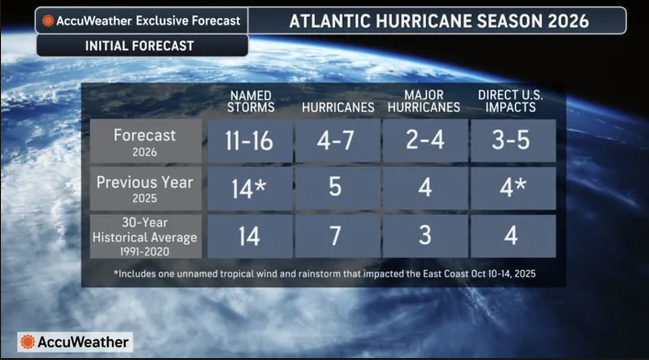 AccuWeather Exclusive Forecast
ATLANTIC HURRICANE SEASON 2026
INITIAL FORECAST
NAMED STORMS HURRICANES MAJOR HURRICANES DIRECT U.S. IMPACTS
Forecast 2026 11-16 4-7 2-4 3-5
Previous Year 2025 14* 5 4 4*
30-Year Historical Average 1991-2020 14 7 3 4
*Includes one unnamed tropical wind and rainstorm that impacted the East Coast Oct 10-14, 2025
AccuWeather